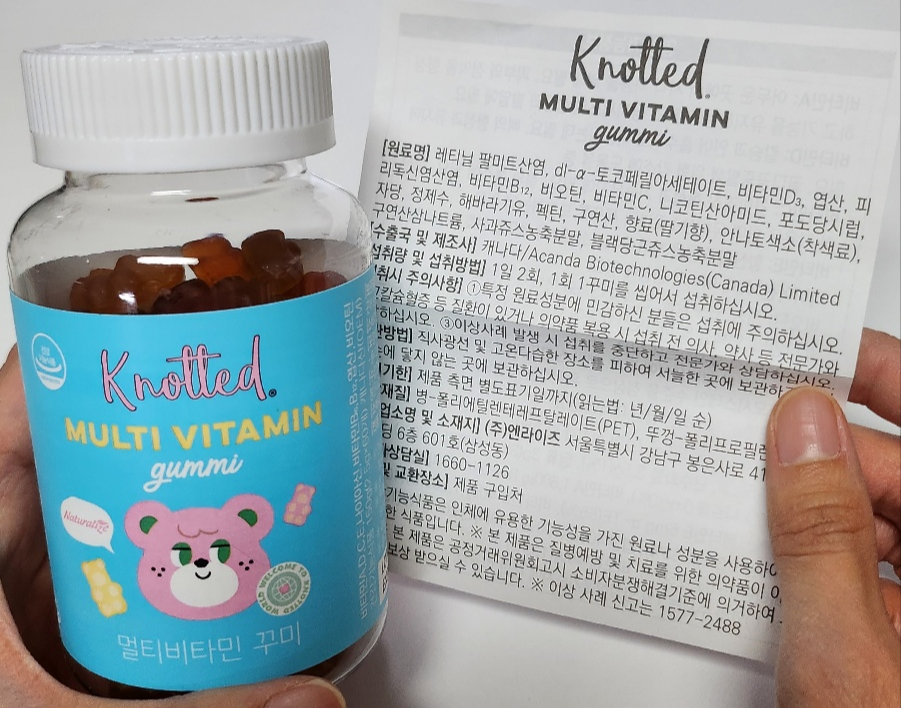 Knotted®
MULTI VITAMIN
gummi
Naturalize
WELCOME TO KNOTTED WORLD
멀티비타민 꾸미
Knotted
MULTI VITAMIN
gummi
[원료명] 레티닐 팔미트산염, dl-α-토코페릴아세테이트, 비타민D₃, 엽산, 피
리독신염산염, 비타민B₁₂, 비오틴, 비타민C, 니코틴산아미드, 포도당시럽,
자당, 정제수, 해바라기유, 펙틴, 구연산, 향료(딸기향), 안나토색소(착색료),
구연산삼나트륨, 사과쥬스농축분말, 블랙당근쥬스농축분말
수출국 및 제조사] 캐나다/Acanda Biotechnologies(Canada) Limited
섭취량 및 섭취방법] 1일 2회, 1회 1꾸미를 씹어서 섭취하십시오.
취시 주의사항] ①특정 원료성분에 민감하신 분들은 섭취에 주의하십시오.
칼슘혈증 등 질환이 있거나 의약품 복용 시 섭취 전 의사, 약사 등 전문가와
하십시오. ③이상사례 발생 시 섭취를 중단하고 전문가와 상담하십시오.
방법] 직사광선 및 고온다습한 장소를 피하여 서늘한 곳에 보관하
손에 닿지 않는 곳에 보관하십시오.
기한] 제품 측면 별도표기일까지(읽는법: 년/월/일 순)
재질] 병-폴리에틸렌테레프탈레이트(PET), 뚜껑-폴리프로필렌
업소명 및 소재지] (주)엔라이즈 서울특별시 강남구 봉은사로 41
딩 6층 601호(삼성동)
상담실] 1660-1126
및 교환장소] 제품 구입처
기능식품은 인체에 유용한 기능성을 가진 원료나 성분을 사용하
한 식품입니다. ※ 본 제품은 질병예방 및 치료를 위한 의약품이
본 제품은 공정거래위원회고시 소비자분쟁해결기준에 의거하여
보상 받으실 수 있습니다. ※ 이상 사례 신고는 1577-2488